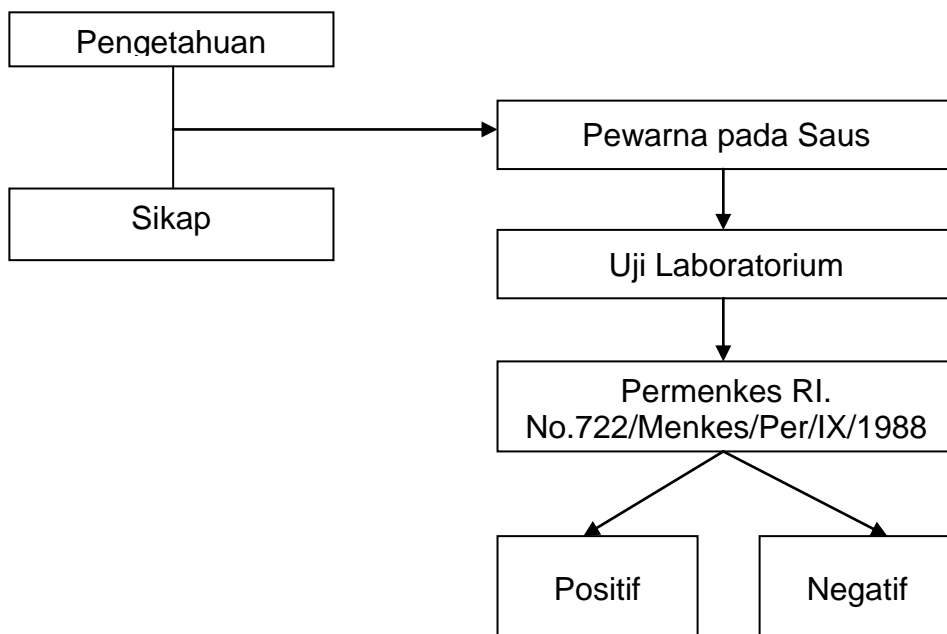 Pengetahuan
Sikap
Pewarna pada Saus
Uji Laboratorium
Permenkes RI.
No.722/Menkes/Per/IX/1988
Positif
Negatif